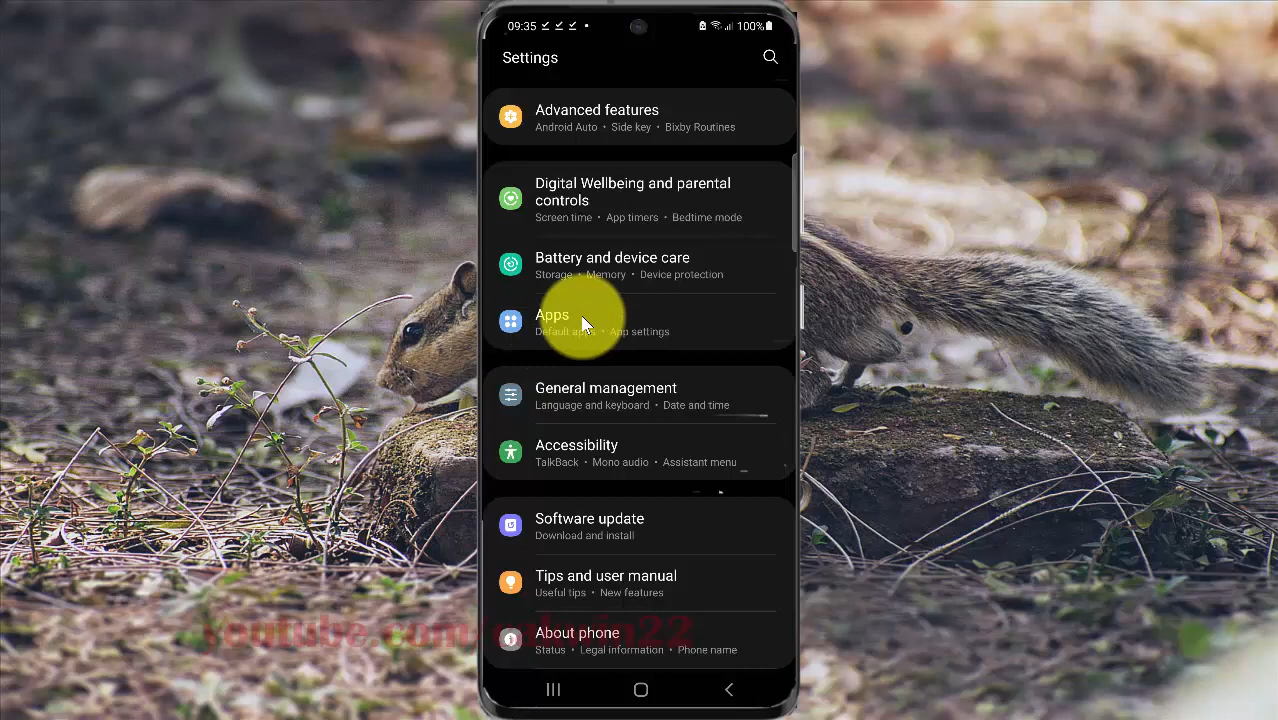 09:35
100%
Settings
Advanced features
Android Auto • Side key • Bixby Routines
Digital Wellbeing and parental
controls
Screen time • App timers • Bedtime mode
Battery and device care
Storage • Memory • Device protection
Apps
Default apps • App settings
General management
Language and keyboard • Date and time
Accessibility
TalkBack • Mono audio • Assistant menu
Software update
Download and install
Tips and user manual
Useful tips • New features
About phone
Status • Legal information • Phone name